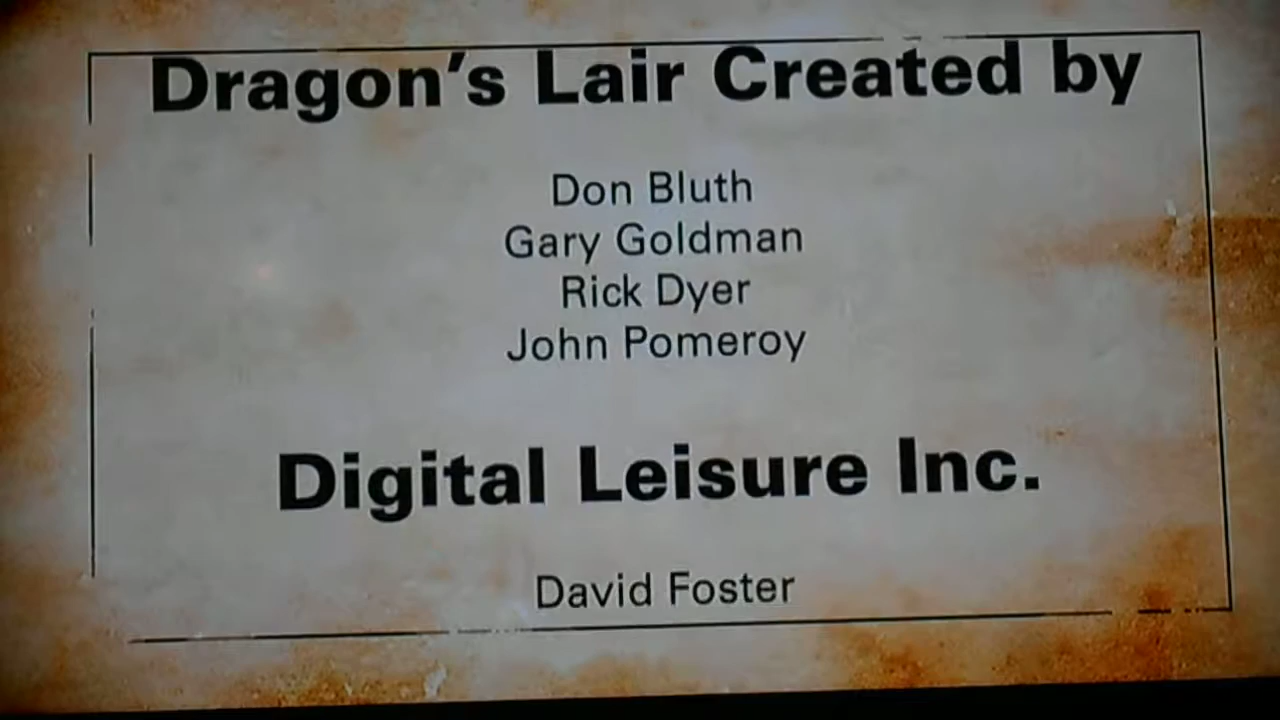 Dragon's Lair Created by
Don Bluth
Gary Goldman
Rick Dyer
John Pomeroy
Digital Leisure Inc.
David Foster